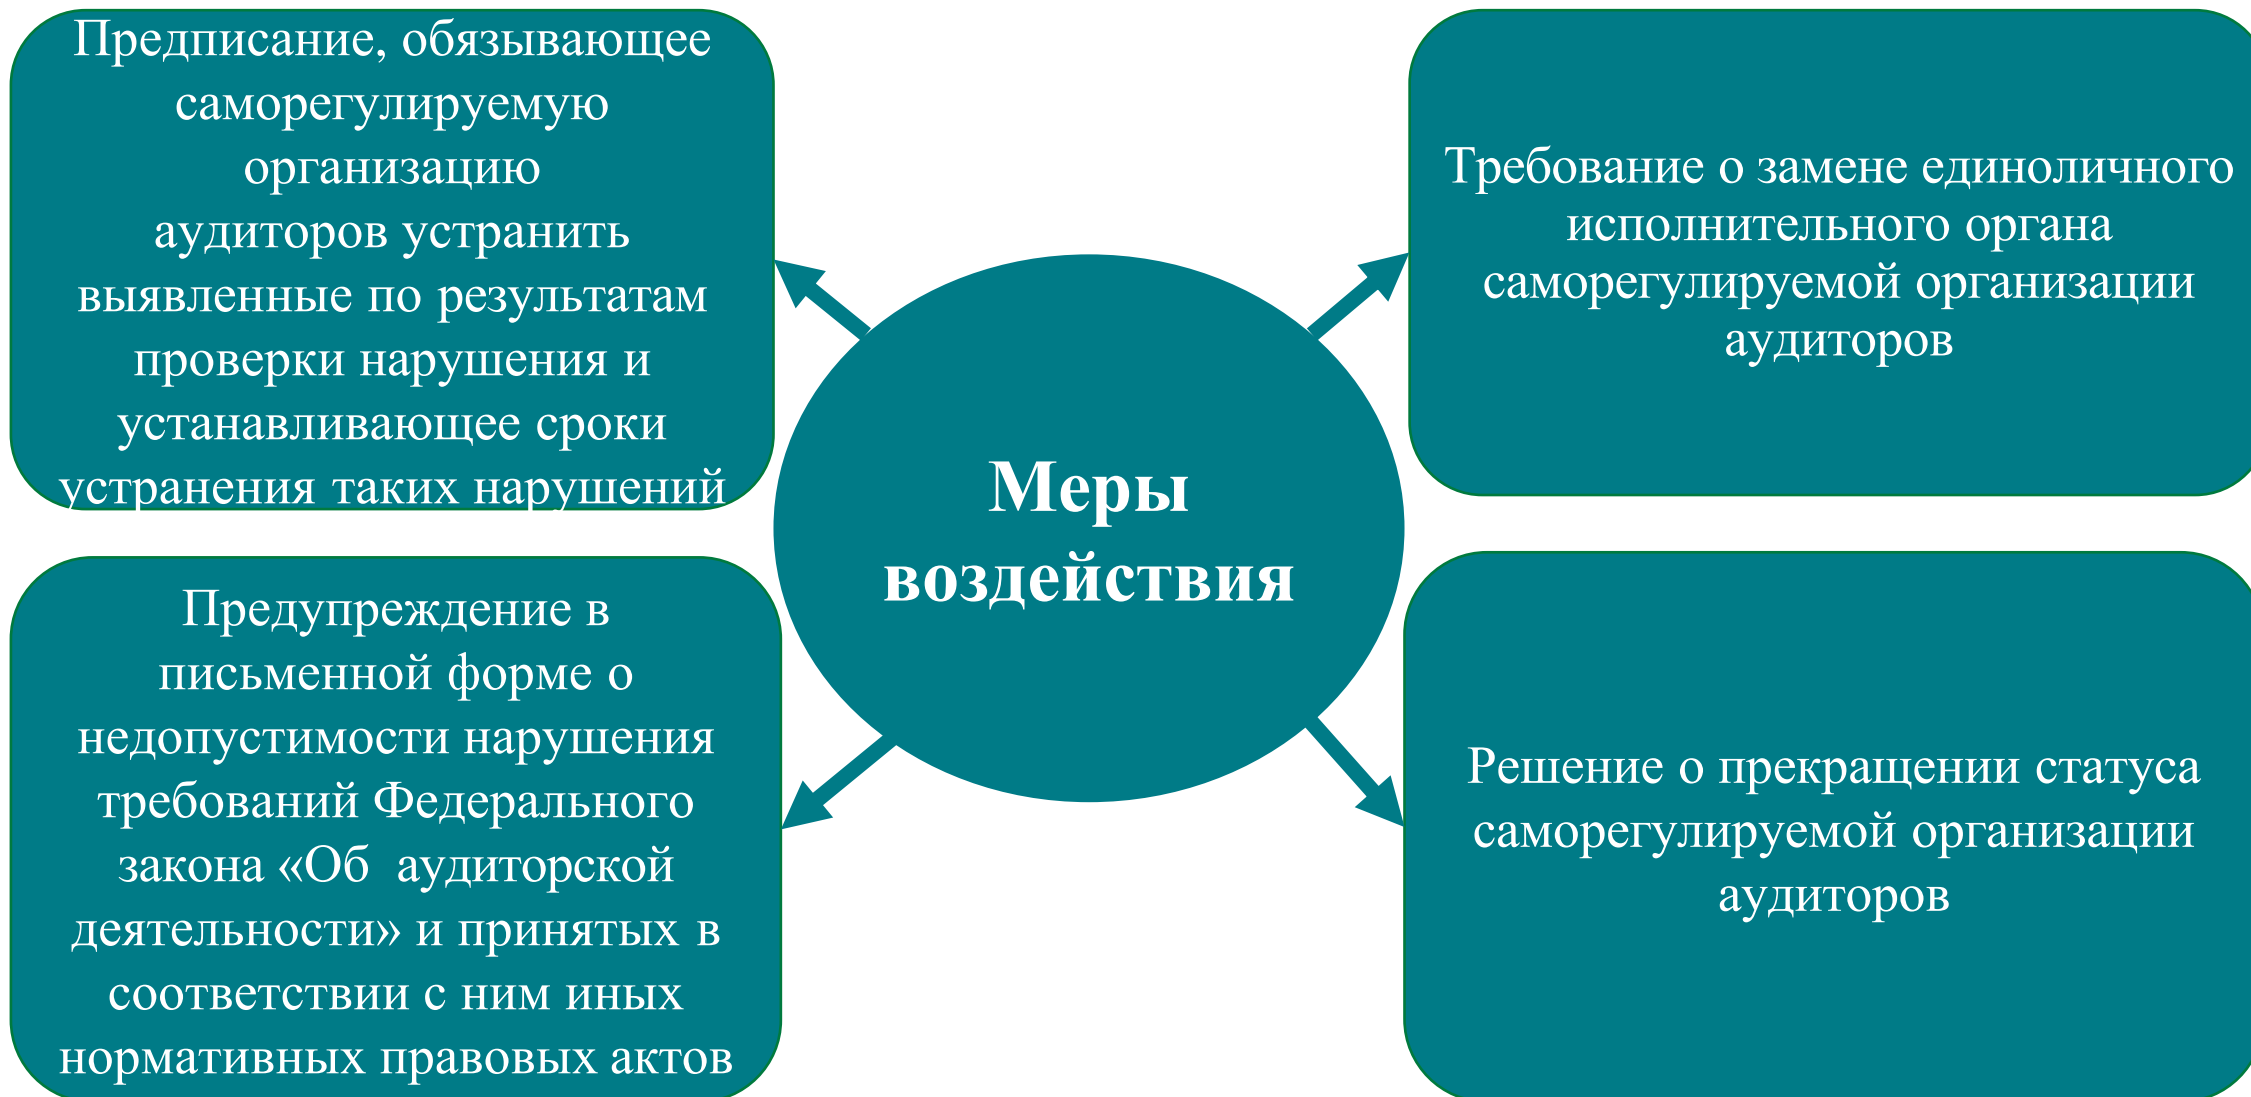 Предписание, обязывающее
саморегулируемую
организацию
аудиторов устранить
выявленные по результатам
проверки нарушения и
устанавливающее сроки
устранения таких нарушений
Требование о замене единоличного
исполнительного органа
саморегулируемой организации
аудиторов
Меры
воздействия
Предупреждение в
письменной форме о
недопустимости нарушения
требований Федерального
закона «Об  аудиторской
деятельности» и принятых в
соответствии с ним иных
нормативных правовых актов
Решение о прекращении статуса
саморегулируемой организации
аудиторов